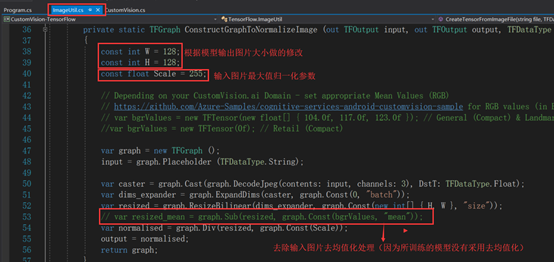 Program.cs ImageUtil.cs CustomVision.cs
CustomVision-TensorFlow TensorFlow.ImageUtil CreateTensorFromImageFile(string file, TF
36 private static TFGraph ConstructGraphToNormalizeImage (out TFOutput input, out TFOutput output, TFDataType
37 {
38 const int W = 128; 根据模型输出图片大小做的修改
39 const int H = 128;
40 const float Scale = 255; 输入图片最大值归一化参数
41
42 // Depending on your CustomVision.ai Domain - set appropriate Mean Values (RGB)
43 // https://github.com/Azure-Samples/cognitive-services-android-customvision-sample for RGB values (in B
44 // var bgrValues = new TFTensor(new float[] { 104.0f, 117.0f, 123.0f }); // General (Compact) & Landma
45 //var bgrValues = new TFTensor(0f); // Retail (Compact)
46
47 var graph = new TFGraph ();
48 input = graph.Placeholder (TFDataType.String);
49
50 var caster = graph.Cast(graph.DecodeJpeg(contents: input, channels: 3), DstT: TFDataType.Float);
51 var dims_expander = graph.ExpandDims(caster, graph.Const(0, "batch"));
52 var resized = graph.ResizeBilinear(dims_expander, graph.Const(new int[] { H, W }, "size"));
53 // var resized_mean = graph.Sub(resized, graph.Const(bgrValues, "mean"));
54 var normalised = graph.Div(resized, graph.Const(Scale));
55 output = normalised;
56 return graph;
去除输入图片去均值化处理（因为所训练的模型没有采用去均值化）